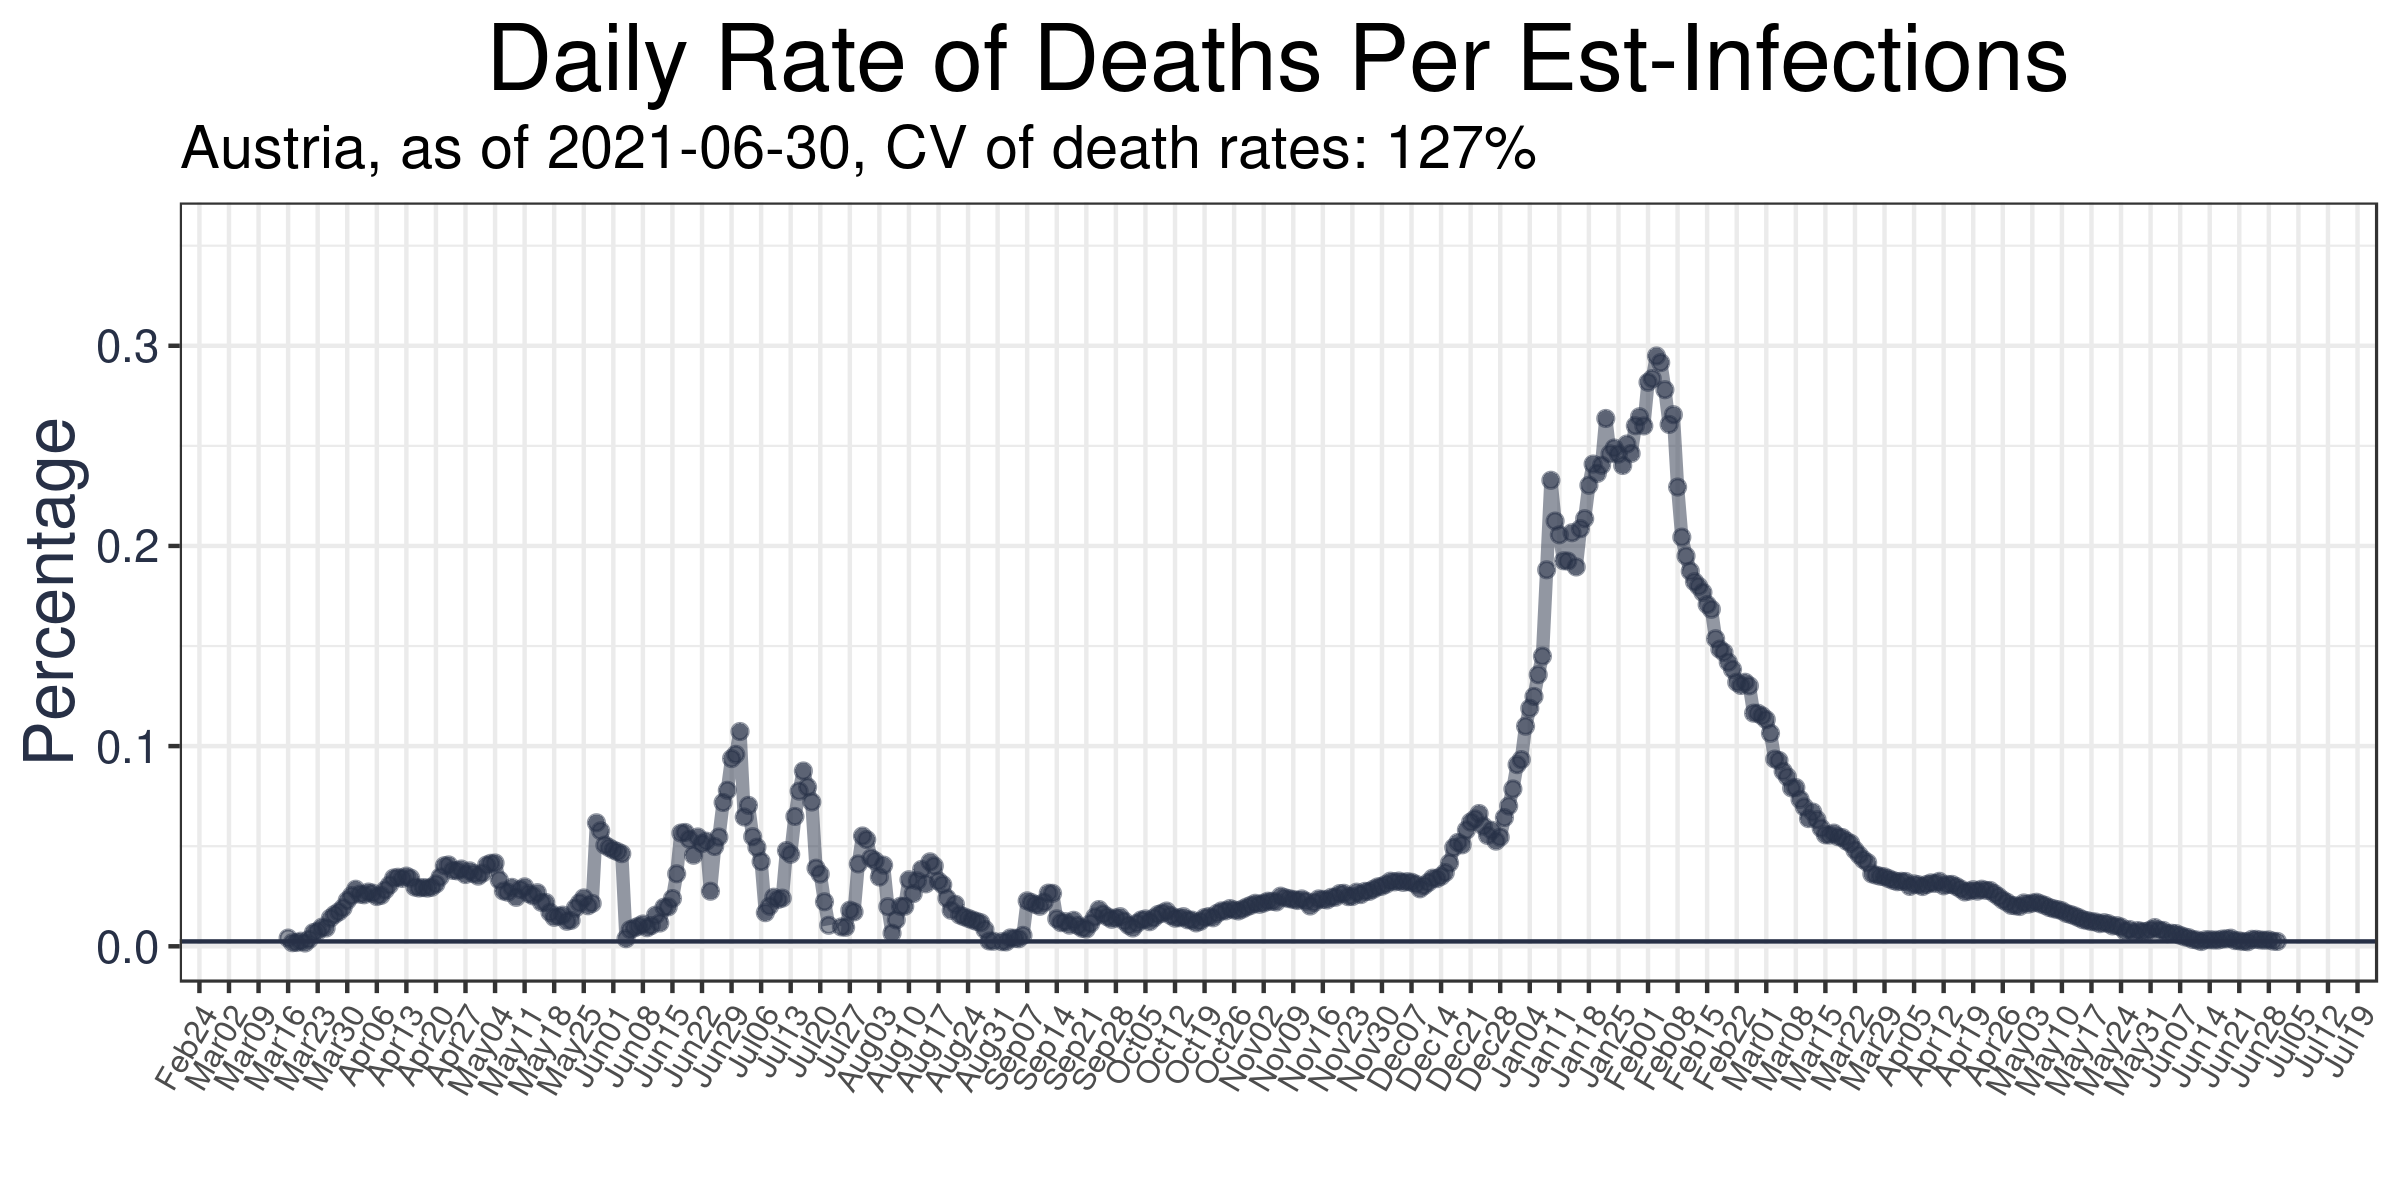 Daily Rate of Deaths Per Est-Infections
Austria, as of 2021-06-30, CV of death rates: 127%
Percentage
0.3
0.2
0.1
0.0
Feb24
Mar02
Mar09
Mar16
Mar23
Mar30
Apr06
Apr13
Apr20
Apr27
May04
May11
May18
May25
Jun01
Jun08
Jun15
Jun22
Jun29
Jul06
Jul13
Jul20
Jul27
Aug03
Aug10
Aug17
Aug24
Aug31
Sep07
Sep14
Sep21
Sep28
Oct05
Oct12
Oct19
Oct26
Nov02
Nov09
Nov16
Nov23
Nov30
Dec07
Dec14
Dec21
Dec28
Jan04
Jan11
Jan18
Jan25
Feb01
Feb08
Feb15
Feb22
Mar01
Mar08
Mar15
Mar22
Mar29
Apr05
Apr12
Apr19
Apr26
May03
May10
May17
May24
May31
Jun07
Jun14
Jun21
Jun28
Jul05
Jul12
Jul19